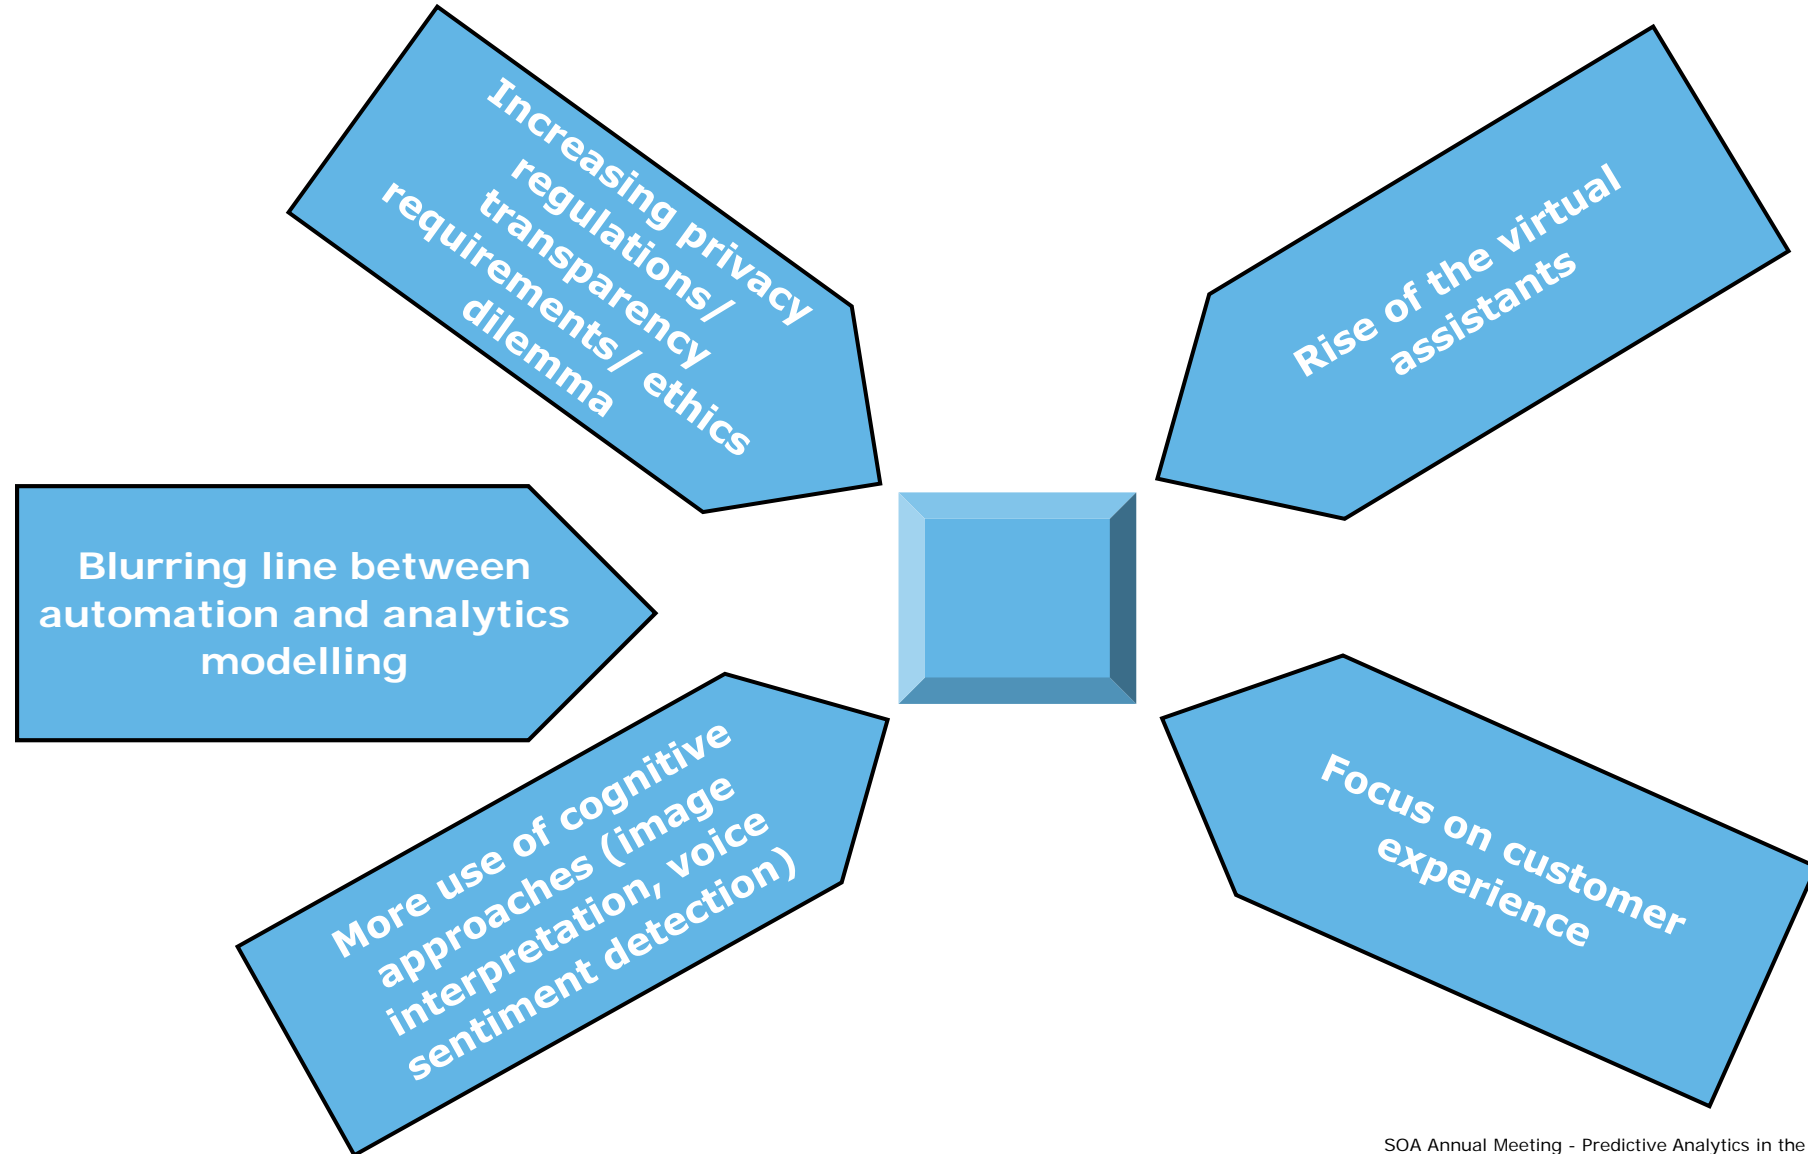 Increasing privacy
regulations/
transparency
requirements/ ethics
dilemma
Rise of the virtual
assistants
Blurring line between
automation and analytics
modelling
More use of cognitive
approaches (image
interpretation, voice
sentiment detection)
Focus on customer
experience
SOA Annual Meeting - Predictive Analytics in the